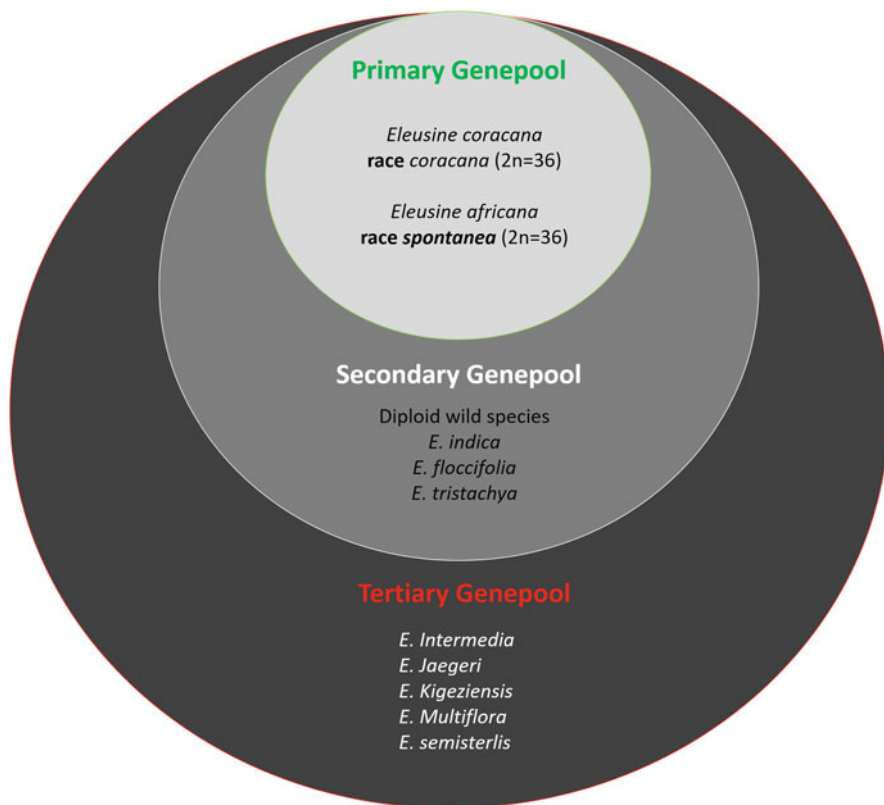 Primary Genepool
Eleusine coracana
race coracana (2n=36)
Eleusine africana
race spontanea (2n=36)
Secondary Genepool
Diploid wild species
E. indica
E. floccifolia
E. tristachya
Tertiary Genepool
E. Intermedia
E. Jaegeri
E. Kigeziensis
E. Multiflora
E. semisterlis